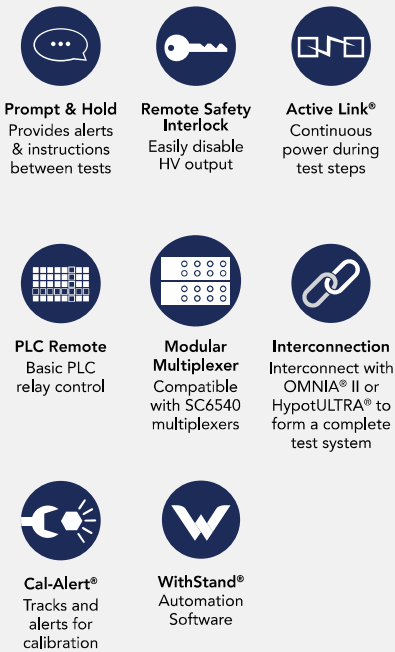 Prompt & Hold
Provides alerts
& instructions
between tests
Remote Safety
Interlock
Easily disable
HV output
Active Link®
Continuous
power during
test steps
PLC Remote
Basic PLC
relay control
Modular
Multiplexer
Compatible
with SC6540
multiplexers
Interconnection
Interconnect with
OMNIA® II or
HypotULTRA® to
form a complete
test system
Cal-Alert®
Tracks and
alerts for
calibration
WithStand®
Automation
Software